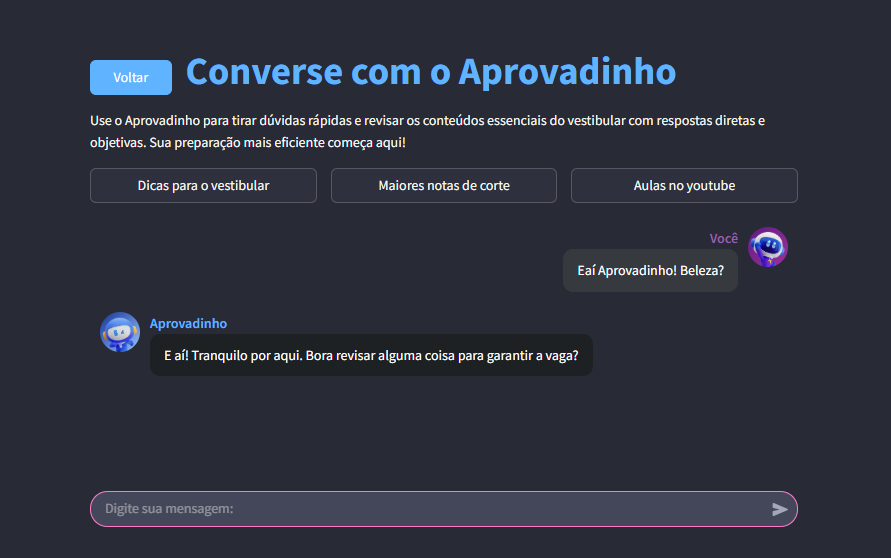 Voltar
Converse com o Aprovadinho
Use o Aprovadinho para tirar dúvidas rápidas e revisar os conteúdos essenciais do vestibular com respostas diretas e
objetivas. Sua preparação mais eficiente começa aqui!
Dicas para o vestibular
Maiores notas de corte
Aulas no youtube
Você
Eaí Aprovadinho! Beleza?
Aprovadinho
E aí! Tranquilo por aqui. Bora revisar alguma coisa para garantir a vaga?
Digite sua mensagem: